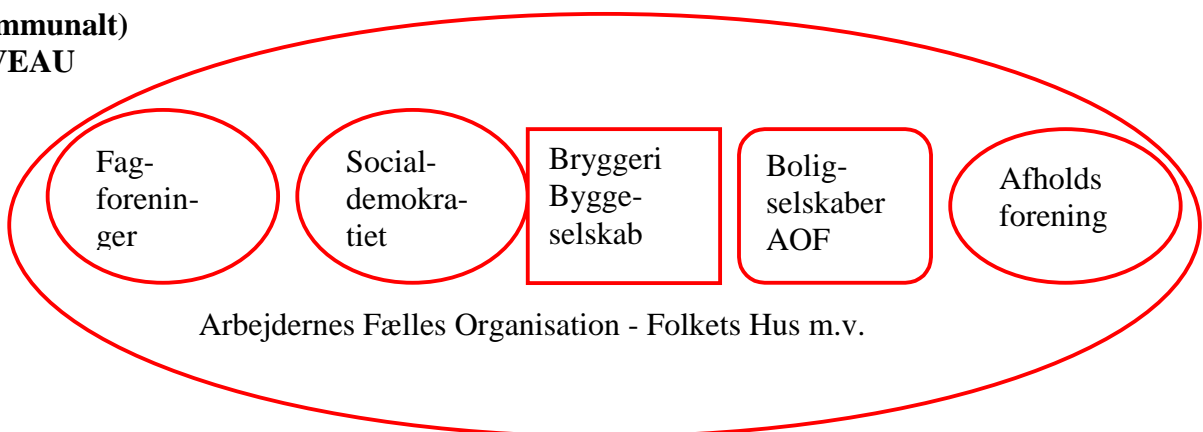 mmunalt)
VEAU
Fag-
forenin-
ger
Social-
demokra-
tiet
Bryggeri
Bygge-
selskab
Bolig-
selskaber
AOF
Afholds
forening
Arbejdernes Fælles Organisation - Folkets Hus m.v.